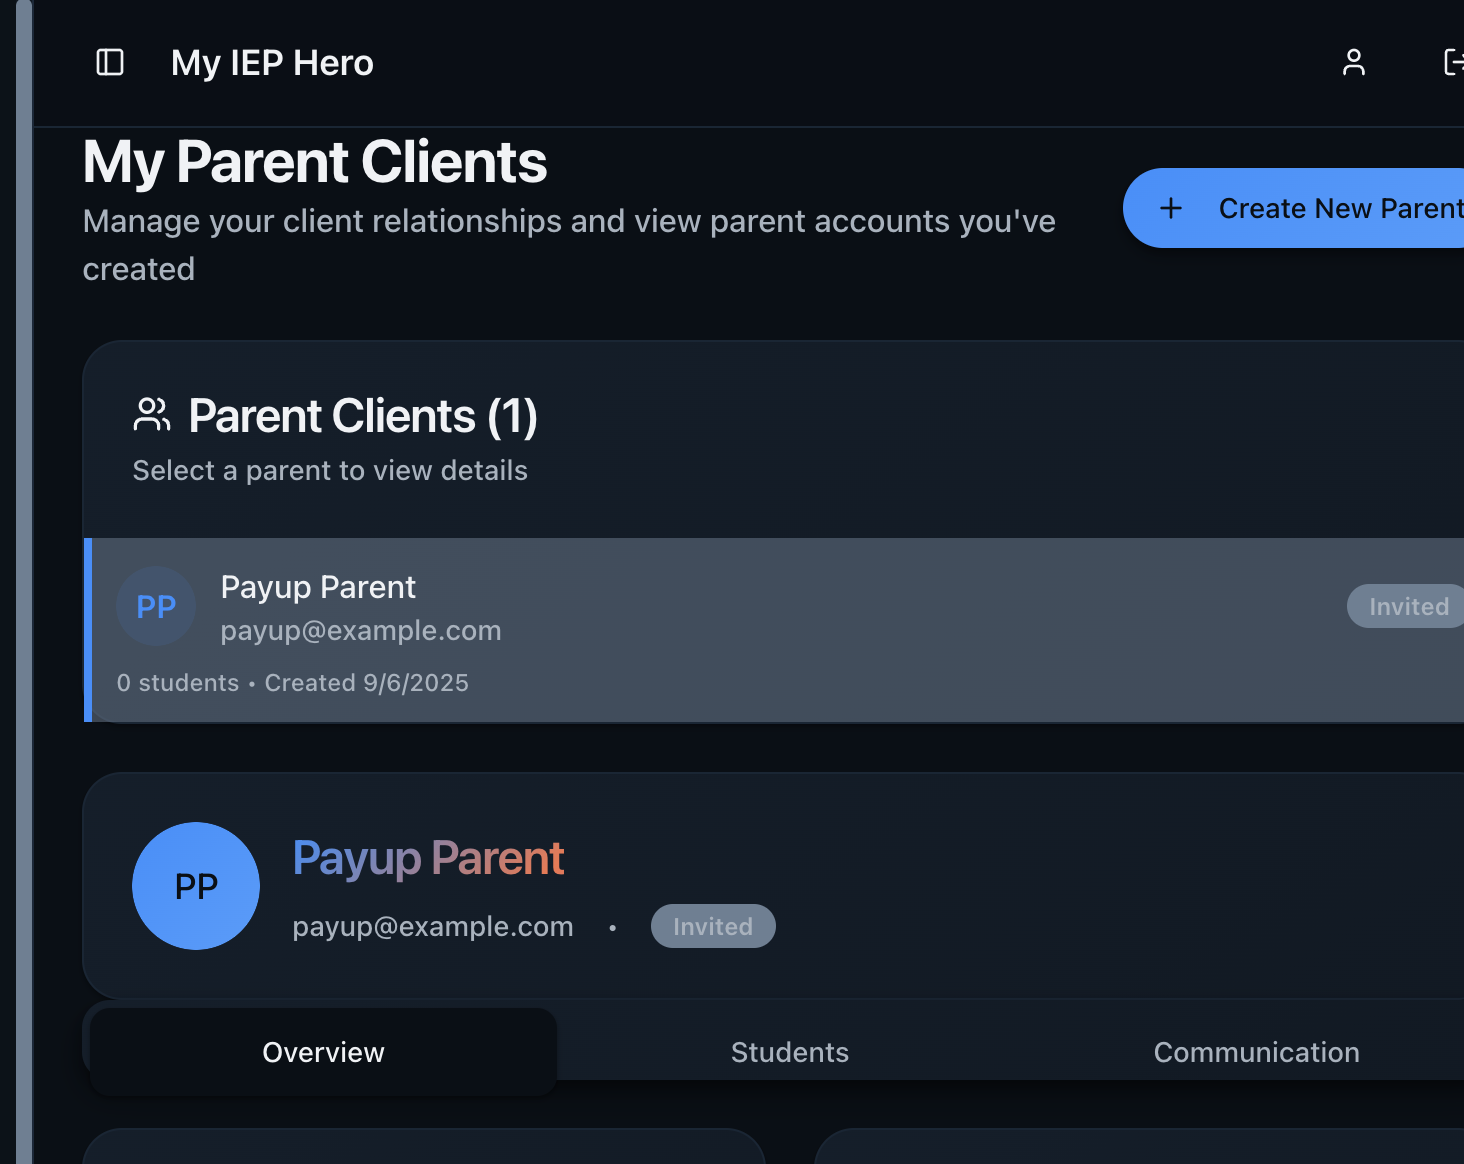 My IEP Hero
My Parent Clients
Manage your client relationships and view parent accounts you've
created
Create New Parent
Parent Clients (1)
Select a parent to view details
PP
Payup Parent
payup@example.com
Invited
0 students • Created 9/6/2025
PP
Payup Parent
payup@example.com • Invited
Overview
Students
Communication